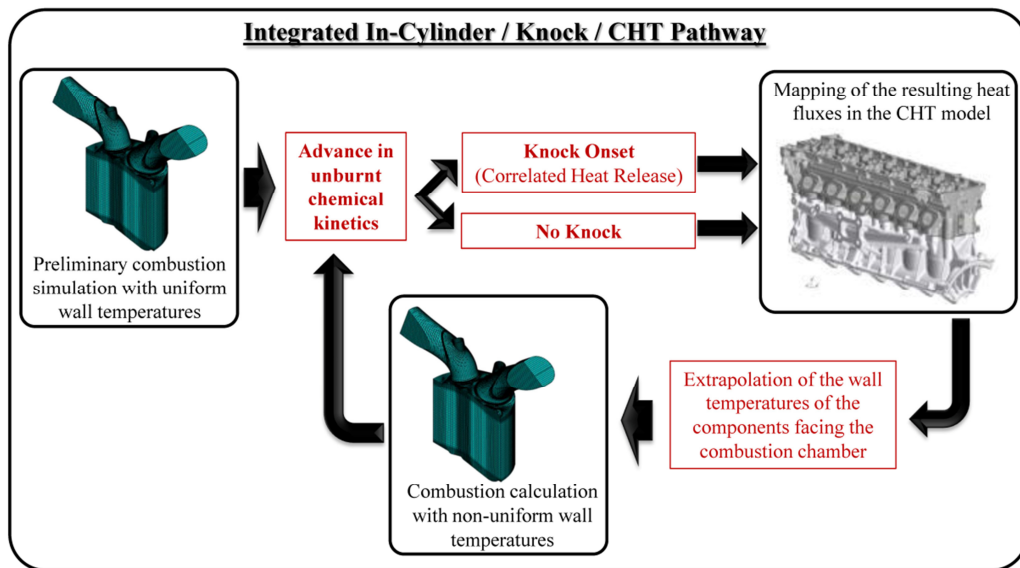 Integrated In-Cylinder / Knock / CHT Pathway
Preliminary combustion
simulation with uniform
wall temperatures
Advance in
unburnt
chemical
kinetics
Knock Onset
(Correlated Heat Release)
No Knock
Mapping of the resulting heat
fluxes in the CHT model
Extrapolation of the wall
temperatures of the
components facing the
combustion chamber
Combustion calculation
with non-uniform wall
temperatures